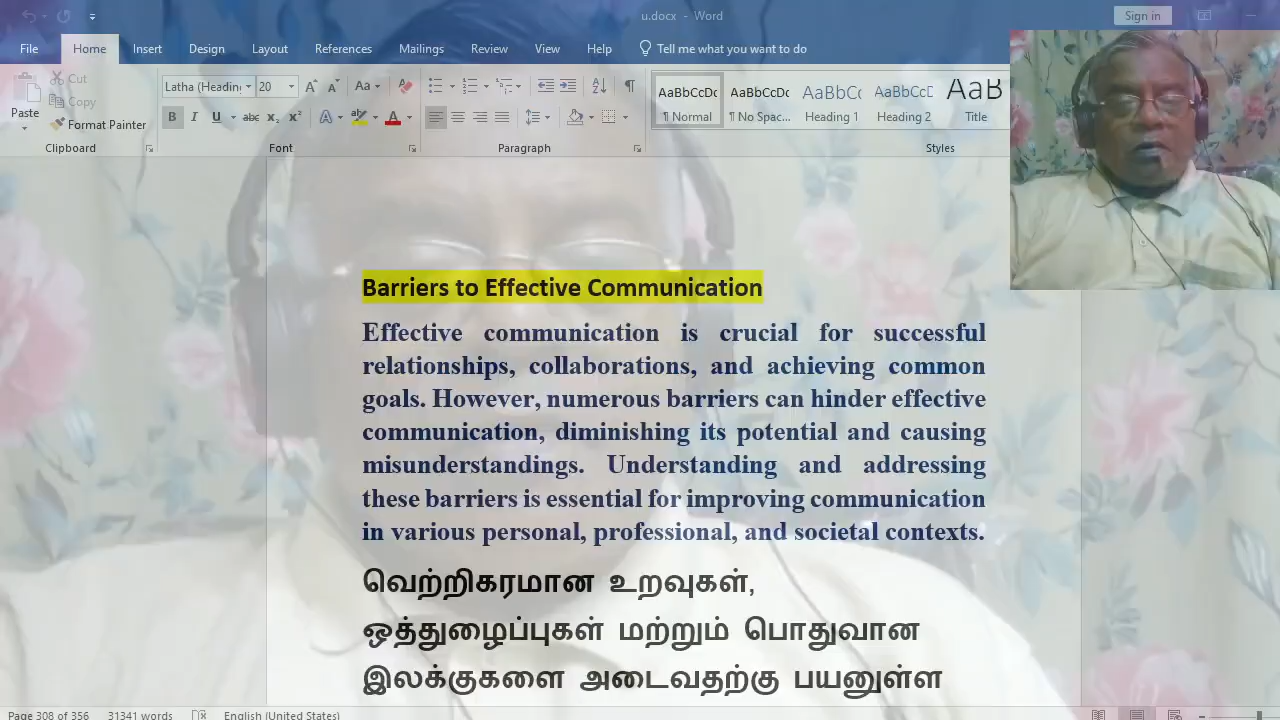 u.docx - Word
Sign in
File Home Insert Design Layout References Mailings Review View Help Tell me what you want to do
Paste
Cut
Copy
Format Painter
Clipboard
Latha (Headin 20
Font
Paragraph
AaBbCcDc AaBbCcDc AaBbCc AaBbCcD AaB
¶ Normal ¶ No Spac... Heading 1 Heading 2 Title
Styles
Barriers to Effective Communication
Effective communication is crucial for successful
relationships, collaborations, and achieving common
goals. However, numerous barriers can hinder effective
communication, diminishing its potential and causing
misunderstandings. Understanding and addressing
these barriers is essential for improving communication
in various personal, professional, and societal contexts.
வெற்றிகரமான உறவுகள்,
ஒத்துழைப்புகள் மற்றும் பொதுவான
இலக்குகளை அடைவதற்கு பயனுள்ள
Page 308 of 356 31341 words English (United States)